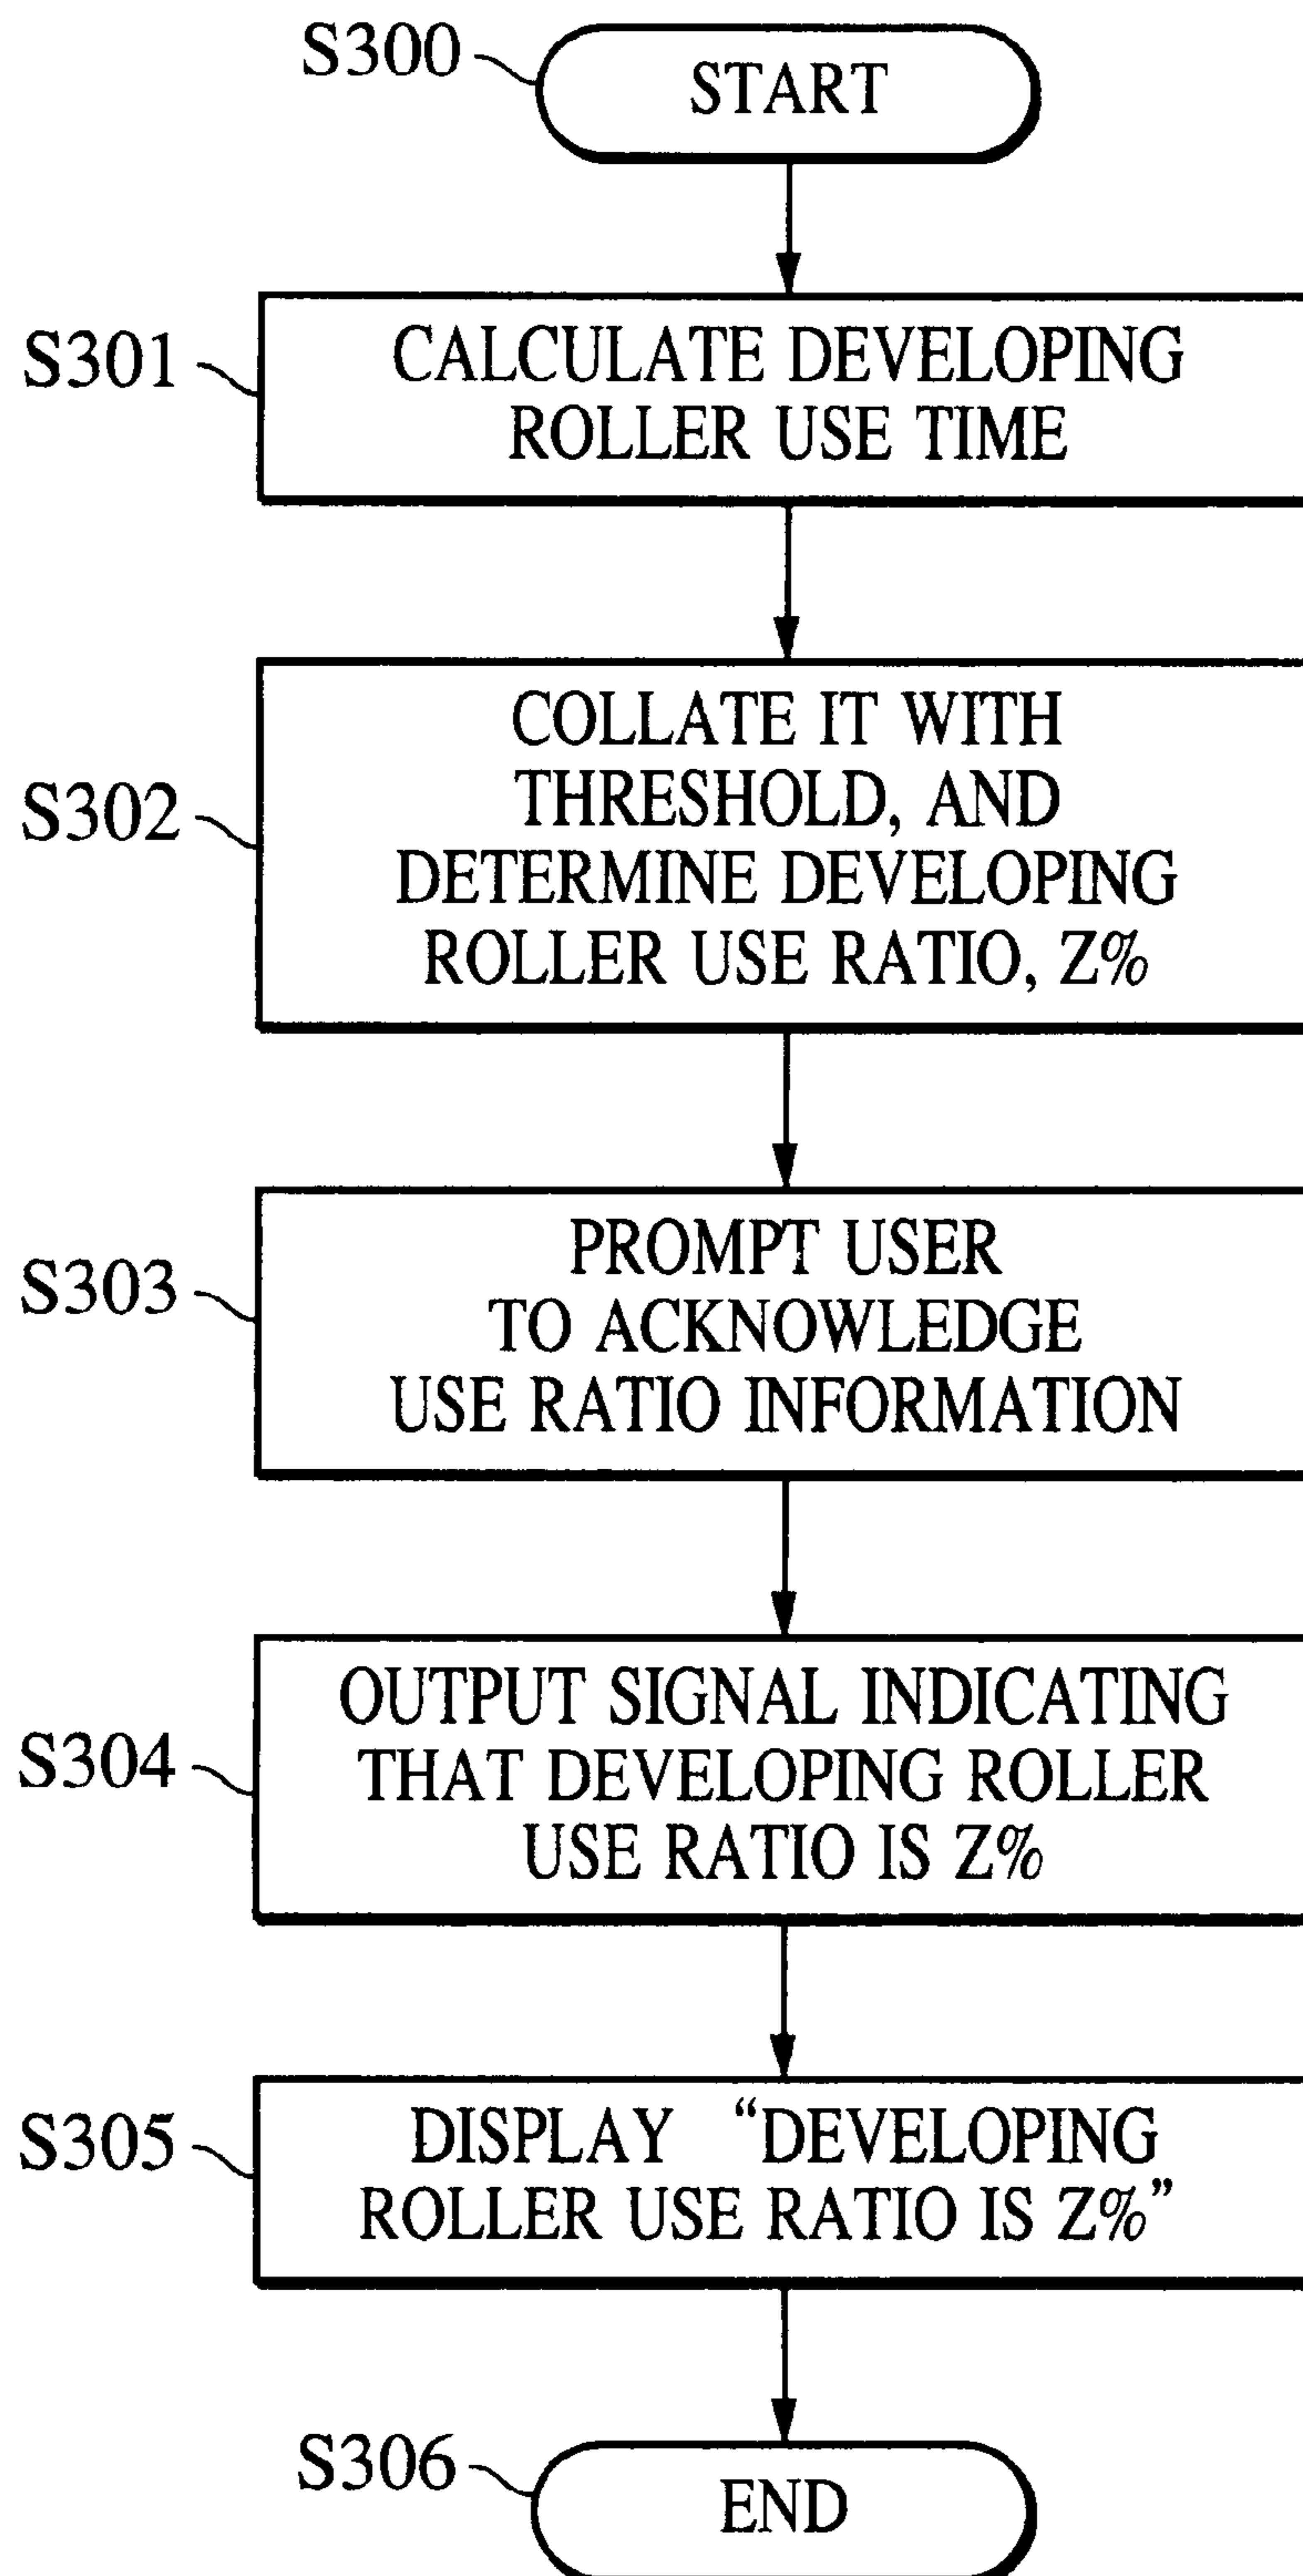 S300
START
S301
CALCULATE DEVELOPING
ROLLER USE TIME
S302
COLLATE IT WITH
THRESHOLD, AND
DETERMINE DEVELOPING
ROLLER USE RATIO, Z%
S303
PROMPT USER
TO ACKNOWLEDGE
USE RATIO INFORMATION
S304
OUTPUT SIGNAL INDICATING
THAT DEVELOPING ROLLER
USE RATIO IS Z%
S305
DISPLAY “DEVELOPING
ROLLER USE RATIO IS Z%”
S306
END